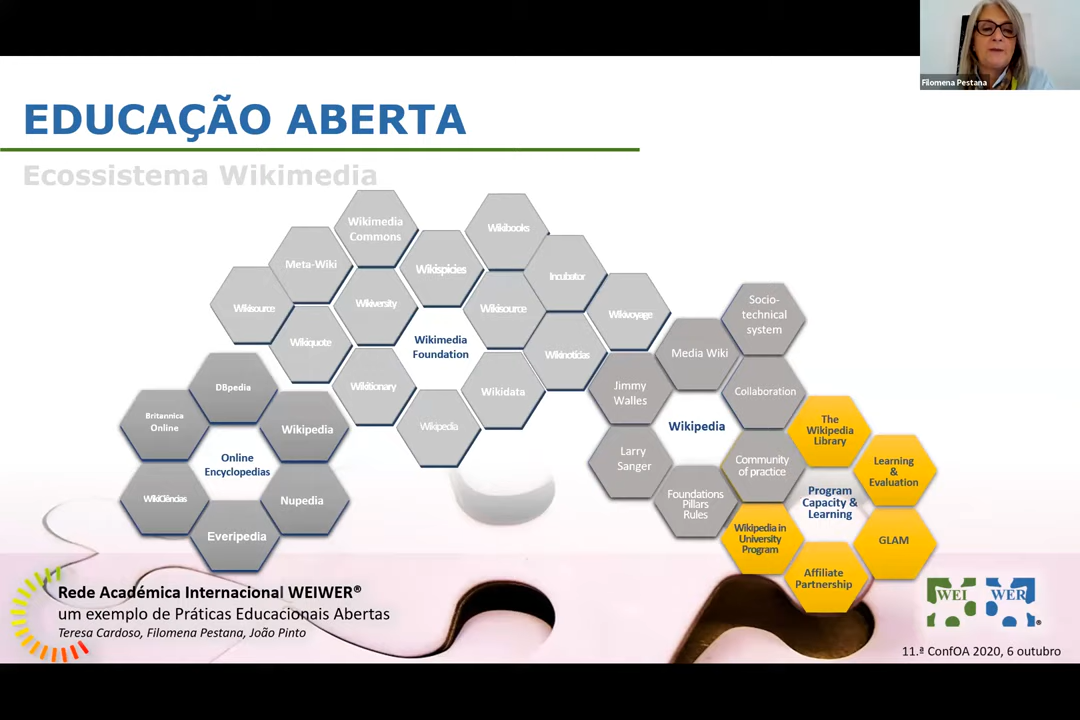 Filomena Pestana
EDUCAÇÃO ABERTA
Ecossistema Wikimedia
Wikimedia
Commons
Wikibooks
Meta-Wiki
Wikispicies
Incubator
Wikisource
Wikiversity
Wikisource
Wikivoyage
Wikiquote
Wikimedia
Foundation
Wikinotícias
Wikitionary
Wikidata
Wikipedia
Socio-
technical
system
Media Wiki
Jimmy
Walles
Collaboration
Wikipedia
Larry
Sanger
Community
of practice
Foundations
Pillars
Rules
DBpedia
Britannica
Online
Wikipedia
Online
Encyclopedias
WikiCiências
Nupedia
Everipedia
The
Wikipedia
Library
Learning
&
Evaluation
Program
Capacity &
Learning
Wikipedia in
University
Program
GLAM
Affiliate
Partnership
Rede Académica Internacional WEIWER®
um exemplo de Práticas Educacionais Abertas
Teresa Cardoso, Filomena Pestana, João Pinto
WEI WER ®
11.ª ConfOA 2020, 6 outubro